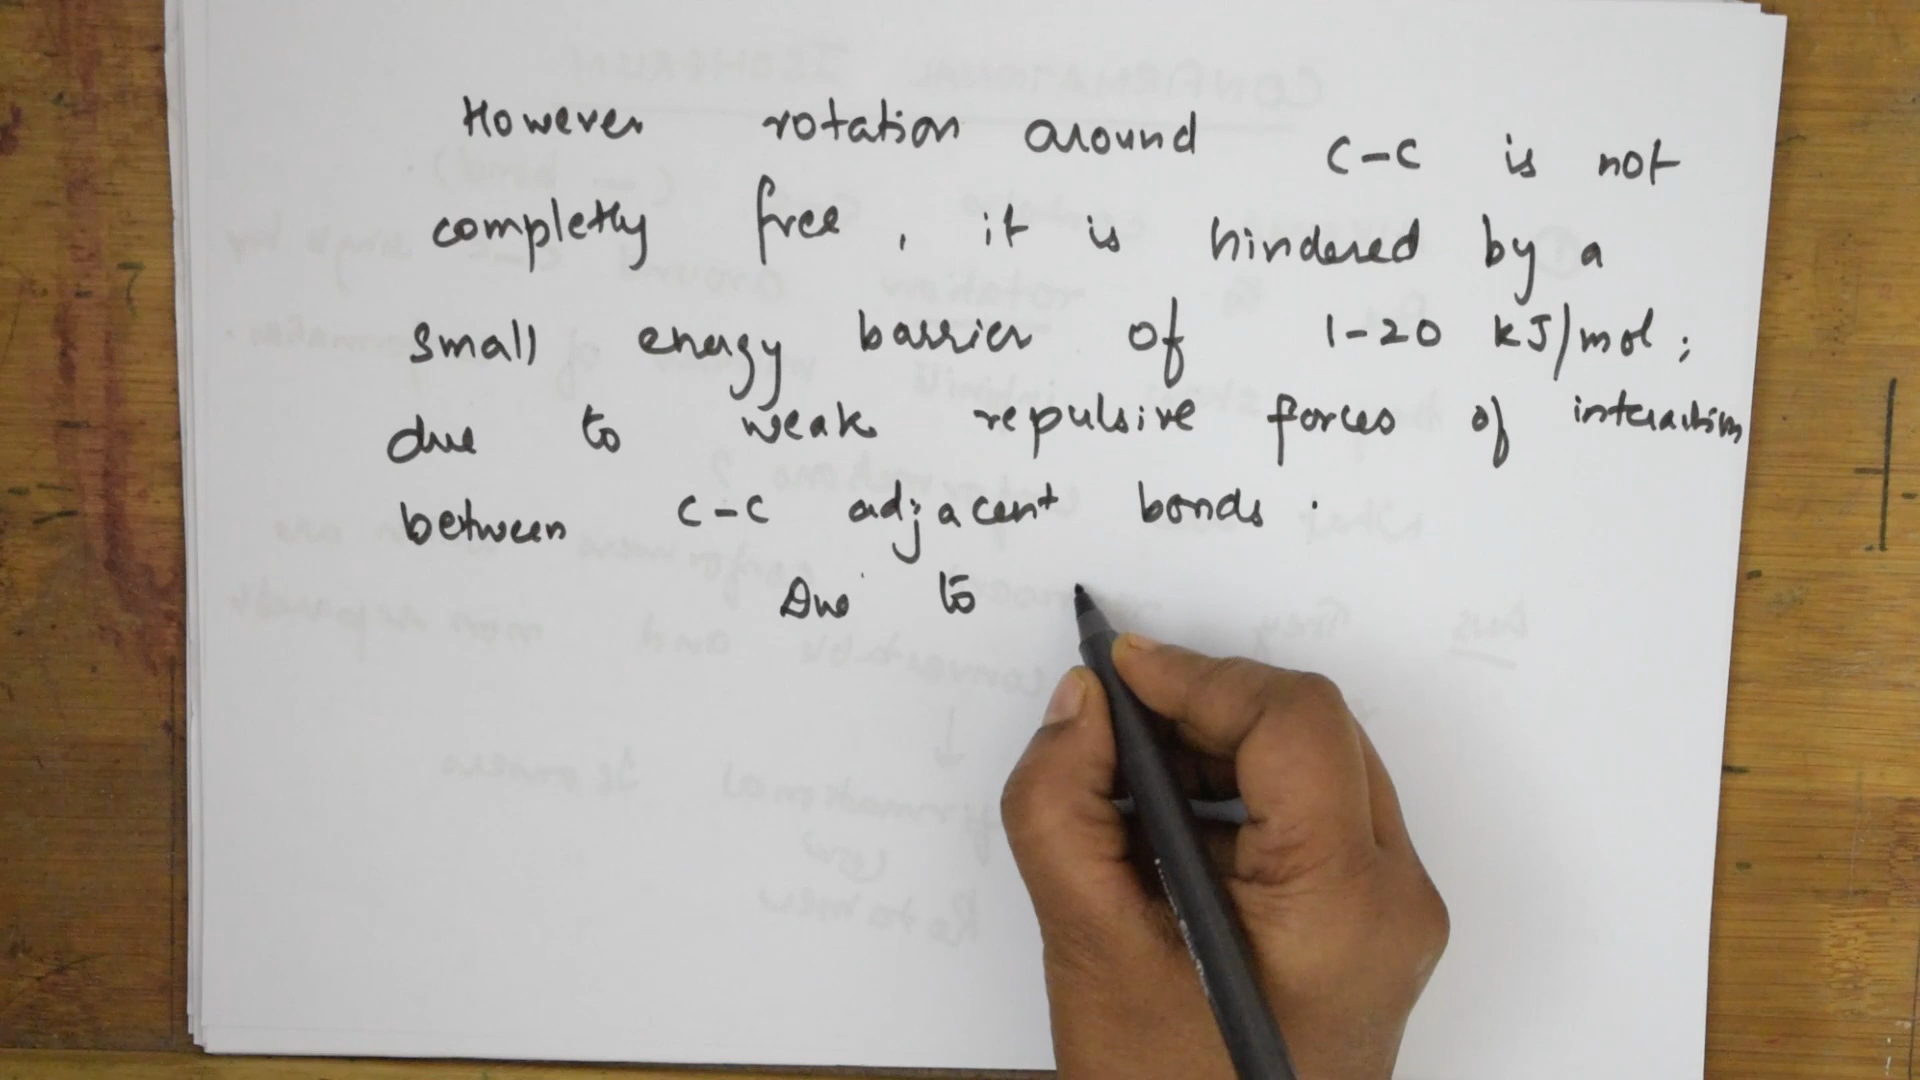 However rotation around C-C is not
completly free, it is hindered by a
small energy barrier of 1-20 kJ/mol;
due to weak repulsive forces of interaction
between C-C adjacent bonds.
Due to